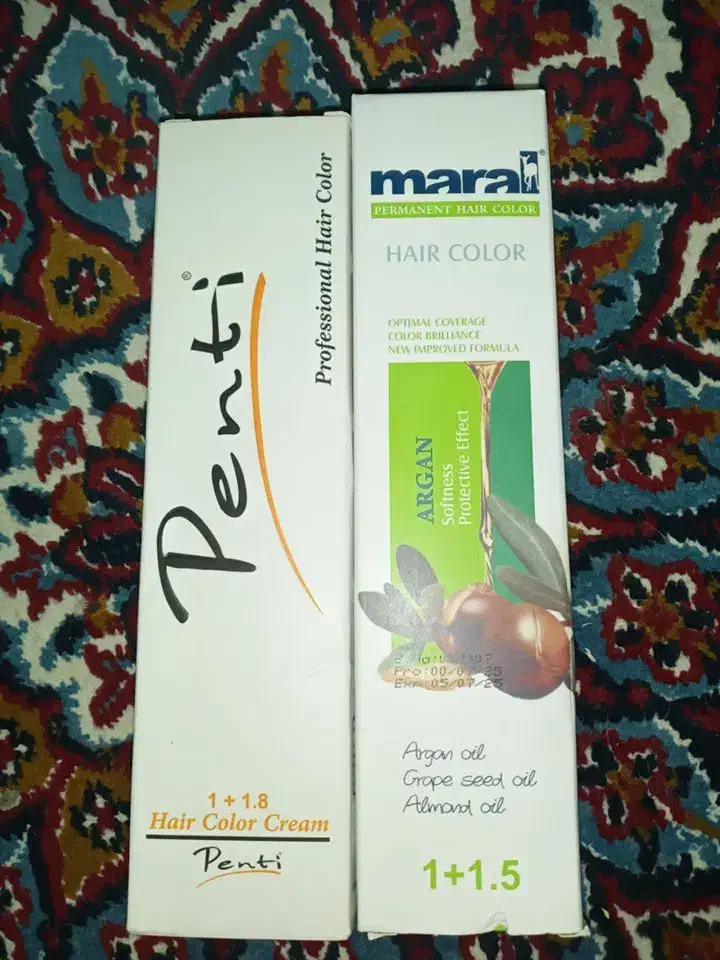 Penti®
Professional Hair Color
1 + 1.8
Hair Color Cream
Penti
maral®
PERMANENT HAIR COLOR
HAIR COLOR
OPTIMAL COVERAGE
COLOR BRILLIANCE
NEW IMPROVED FORMULA
ARGAN
Softness
Protective Effect
Argan oil
Grape seed oil
Almond oil
1+1.5